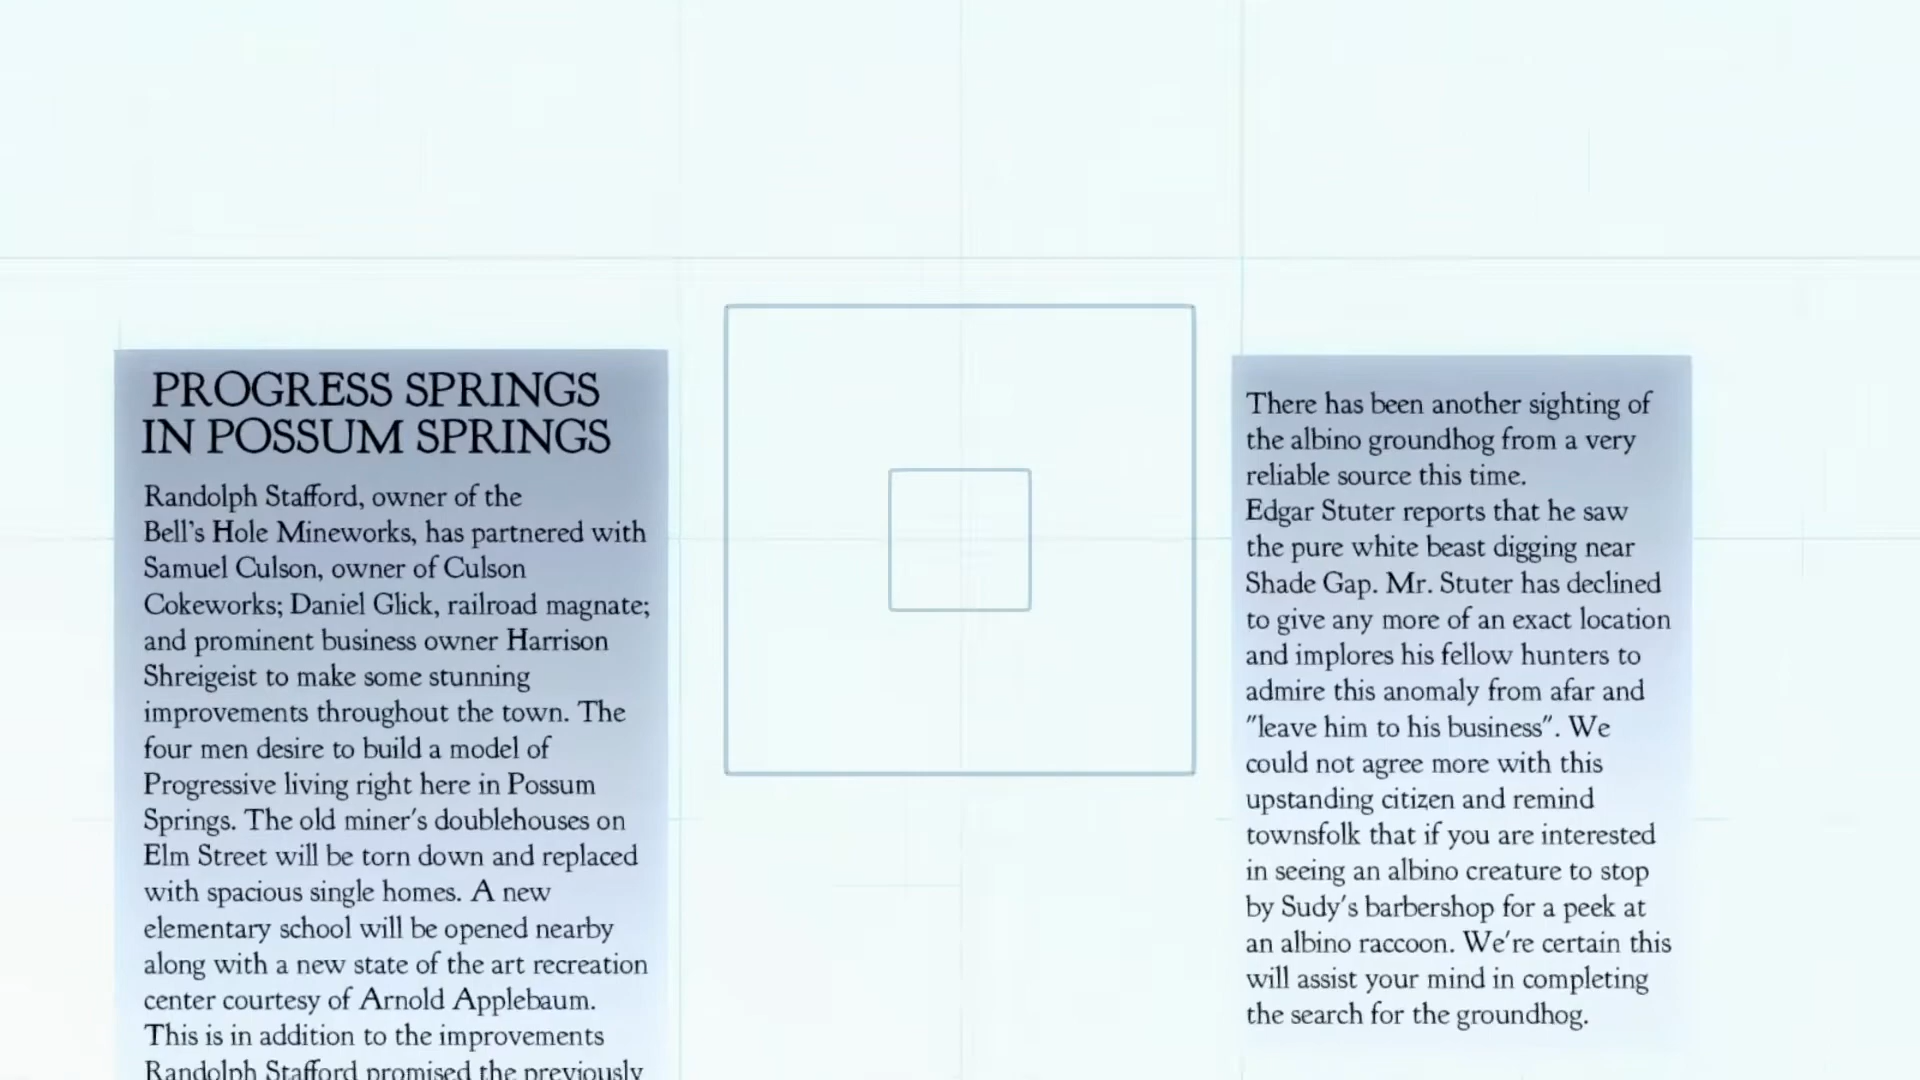 PROGRESS SPRINGS
IN POSSUM SPRINGS
Randolph Stafford, owner of the
Bell's Hole Mineworks, has partnered with
Samuel Culson, owner of Culson
Cokeworks; Daniel Glick, railroad magnate;
and prominent business owner Harrison
Shreigeist to make some stunning
improvements throughout the town. The
four men desire to build a model of
Progressive living right here in Possum
Springs. The old miner's doublehouses on
Elm Street will be torn down and replaced
with spacious single homes. A new
elementary school will be opened nearby
along with a new state of the art recreation
center courtesy of Arnold Applebaum.
This is in addition to the improvements
Randolph Stafford promised the previously
There has been another sighting of
the albino groundhog from a very
reliable source this time.
Edgar Stuter reports that he saw
the pure white beast digging near
Shade Gap. Mr. Stuter has declined
to give any more of an exact location
and implores his fellow hunters to
admire this anomaly from afar and
"leave him to his business". We
could not agree more with this
upstanding citizen and remind
townsfolk that if you are interested
in seeing an albino creature to stop
by Sudy's barbershop for a peek at
an albino raccoon. We're certain this
will assist your mind in completing
the search for the groundhog.